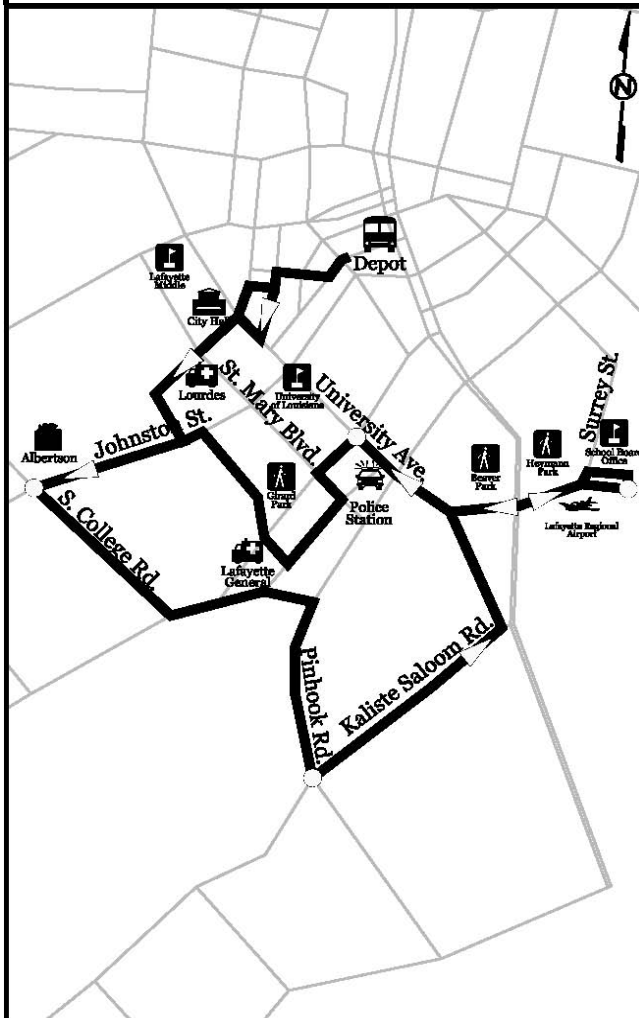 N
Depot
Lafayette
Middle
City Hall
Lourdes
University
of Louisiana
St. Mary Blvd.
University Ave.
Surrey St.
Johnston St.
Albertson
S. College Rd.
Girard
Park
Police
Station
Beaver
Park
Heymann
Park
School Board
Office
Lafayette Regional
Airport
Lafayette
General
Pinhook Rd.
Kaliste Saloom Rd.